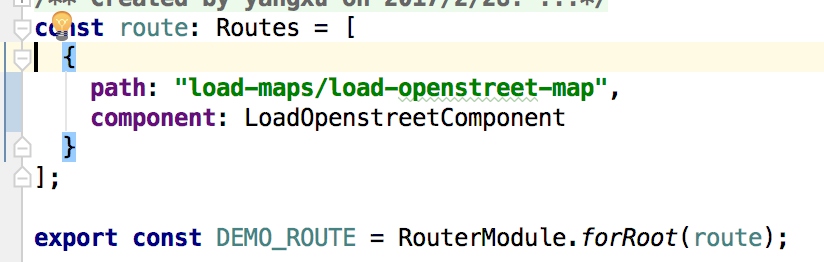 /** Created by yangxu on 2017/2/28. ...*/
const route: Routes = [
{
path: "load-maps/load-openstreet-map",
component: LoadOpenstreetComponent
}
];
export const DEMO_ROUTE = RouterModule.forRoot(route);